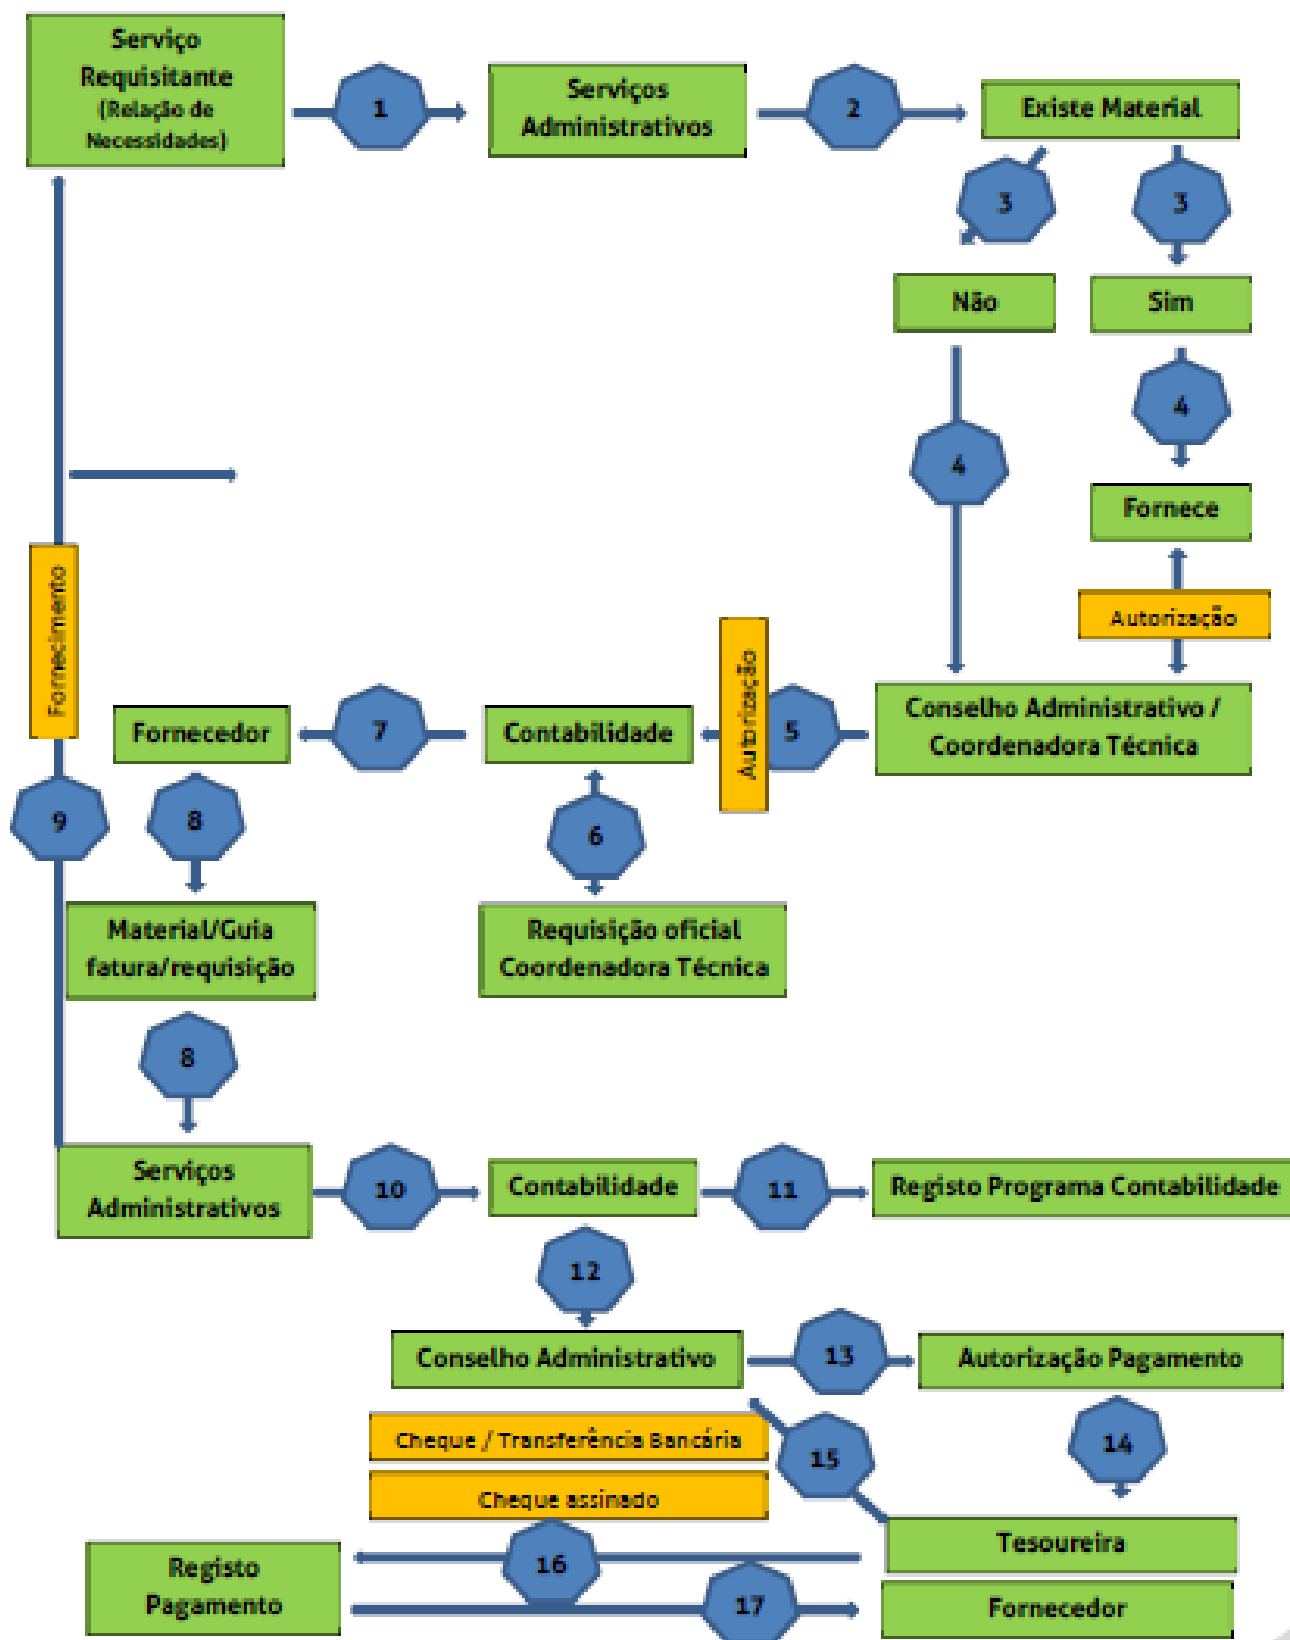 Serviço
Requisitante
(Relação de
Necessidades)
1
Serviços
Administrativos
2
Existe Material
3
3
Não
Sim
4
4
Fornece
Autorização
Conselho Administrativo /
Coordenadora Técnica
5
Autorização
Contabilidade
7
Fornecedor
Fornecimento
9
8
6
Material/Guia
fatura/requisição
Requisição oficial
Coordenadora Técnica
8
Serviços
Administrativos
10
Contabilidade
11
Registo Programa Contabilidade
12
Conselho Administrativo
13
Autorização Pagamento
Cheque / Transferência Bancária
15
14
Cheque assinado
Tesoureira
Registo
Pagamento
16
17
Fornecedor